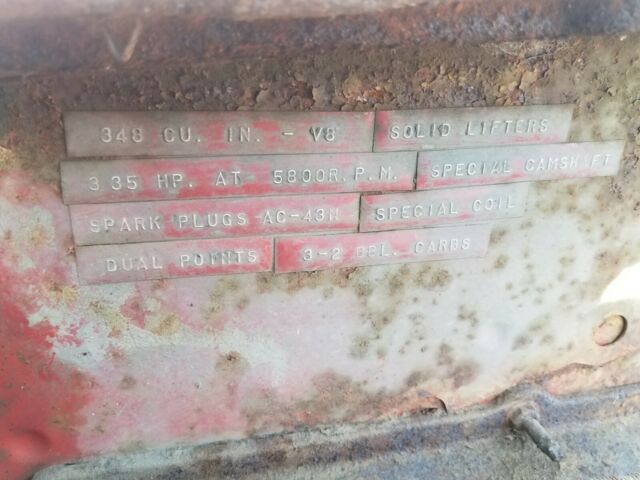 348 CU. IN. - V8 SOLID LIFTERS
335 HP. AT 5800R.P.M. SPECIAL CAMSHAFT
SPARK PLUGS AC-43N SPECIAL COIL
DUAL POINTS 3-2 BBL. CARBS